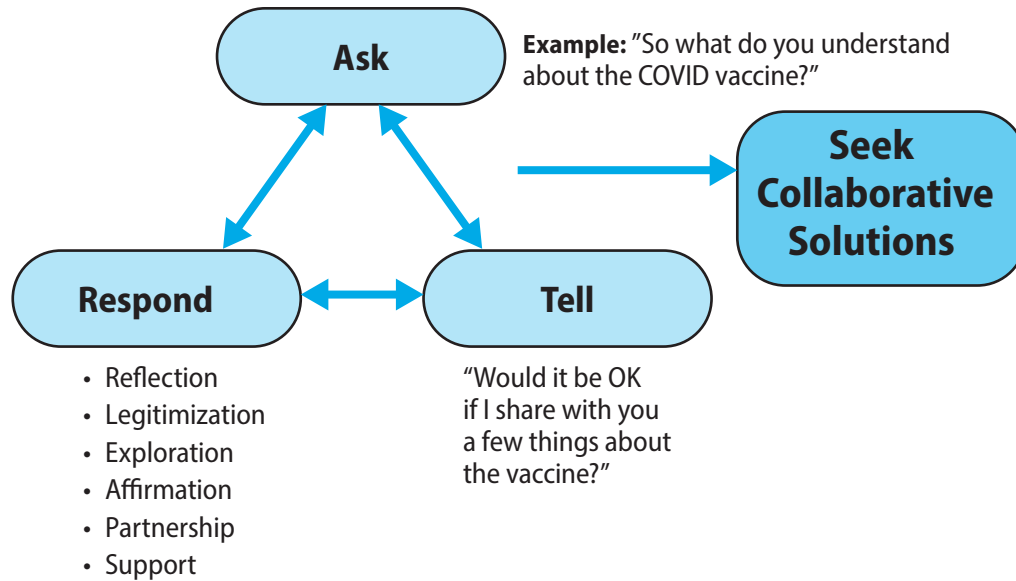 Ask
Example: ”So what do you understand
about the COVID vaccine?”
Seek
Collaborative
Solutions
Respond
Tell
• Reflection
• Legitimization
• Exploration
• Affirmation
• Partnership
• Support
“Would it be OK
if I share with you
a few things about
the vaccine?”